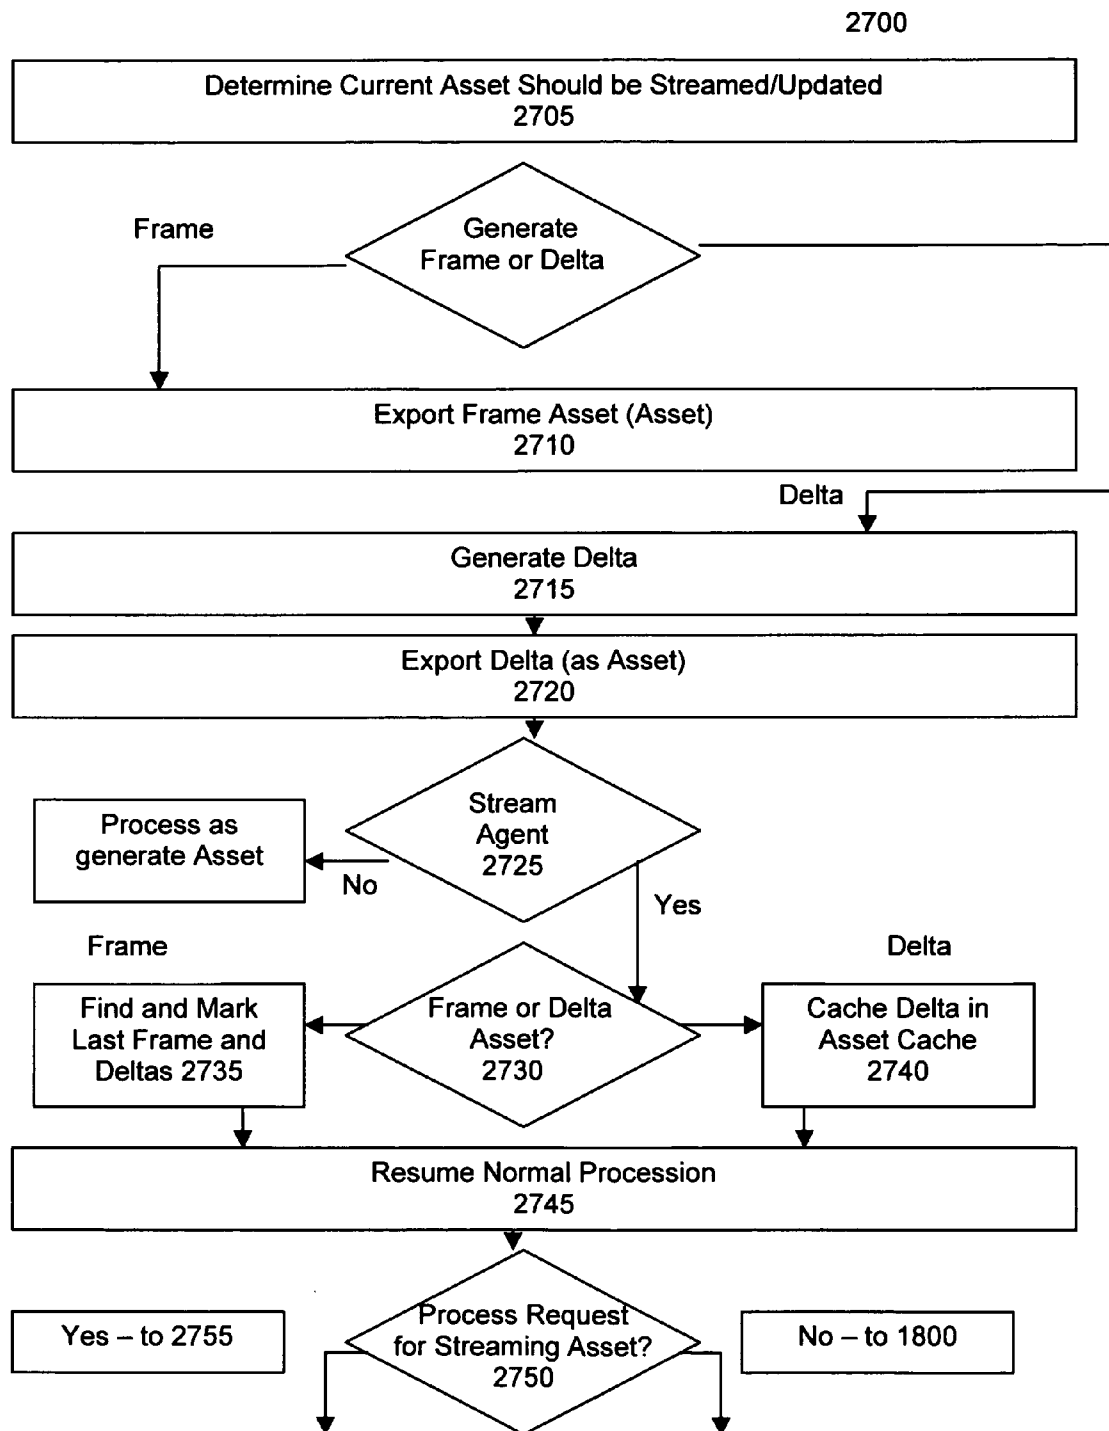 2700
Determine Current Asset Should be Streamed/Updated
2705
Frame
Generate
Frame or Delta
Export Frame Asset (Asset)
2710
Delta
Generate Delta
2715
Export Delta (as Asset)
2720
Process as
generate Asset
Stream
Agent
2725
No
Yes
Frame
Delta
Find and Mark
Last Frame and
Deltas 2735
Frame or Delta
Asset?
2730
Cache Delta in
Asset Cache
2740
Resume Normal Procession
2745
Yes – to 2755
Process Request
for Streaming Asset?
2750
No – to 1800